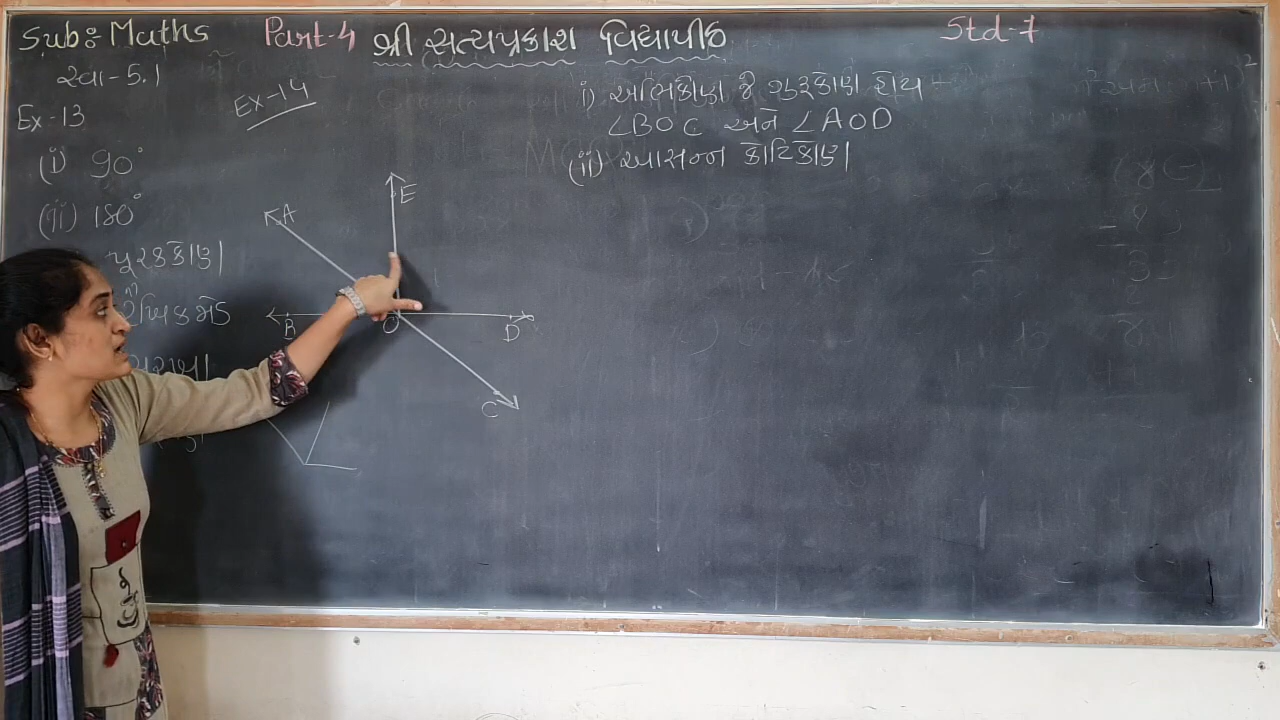 Sub: Maths Part-4 શ્રી સત્યપ્રકાશ વિદ્યાપીઠ Std-7
સ્વા-5.1
Ex-13
(i) 90°
(ii) 180°
પૂરકકોણ
Ex-14
A
E
B
O
D
C
i) અભિકોણ જે પૂરકકોણ હોય
∠BOC અને ∠AOD
(ii) આસન્ન કોટિકોણ